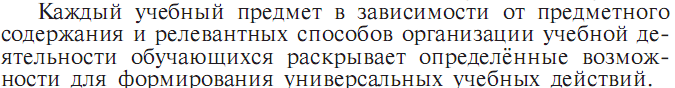 Каждый учебный предмет в зависимости от предметного
содержания и релевантных способов организации учебной де-
ятельности обучающихся раскрывает определённые возмож-
ности для формирования универсальных учебных действий.